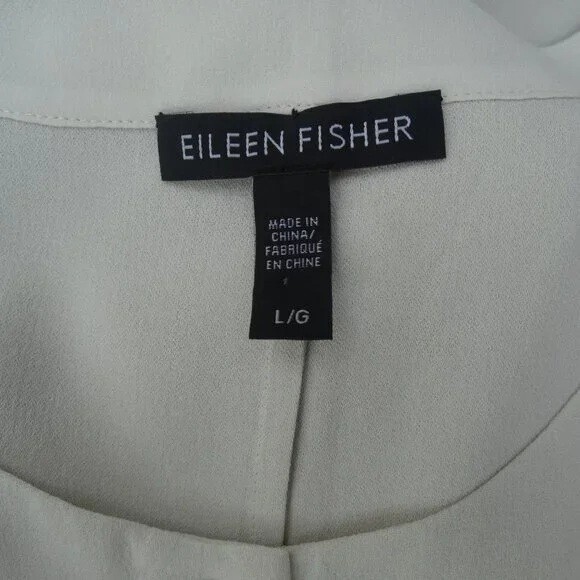 EILEEN FISHER
MADE IN
CHINA/
FABRIQUÉ
EN CHINE
L/G